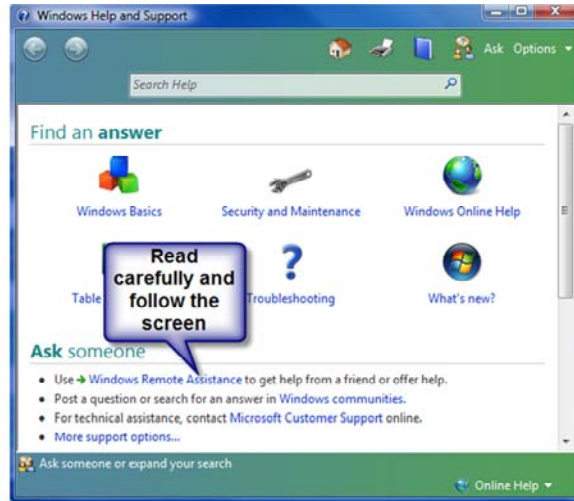 Windows Help and Support
Ask Options
Search Help
Find an answer
Windows Basics
Security and Maintenance
Windows Online Help
Read
carefully and
follow the
screen
Table
Troubleshooting
What's new?
Ask someone
Use Windows Remote Assistance to get help from a friend or offer help.
Post a question or search for an answer in Windows communities.
For technical assistance, contact Microsoft Customer Support online.
More support options...
Ask someone or expand your search
Online Help